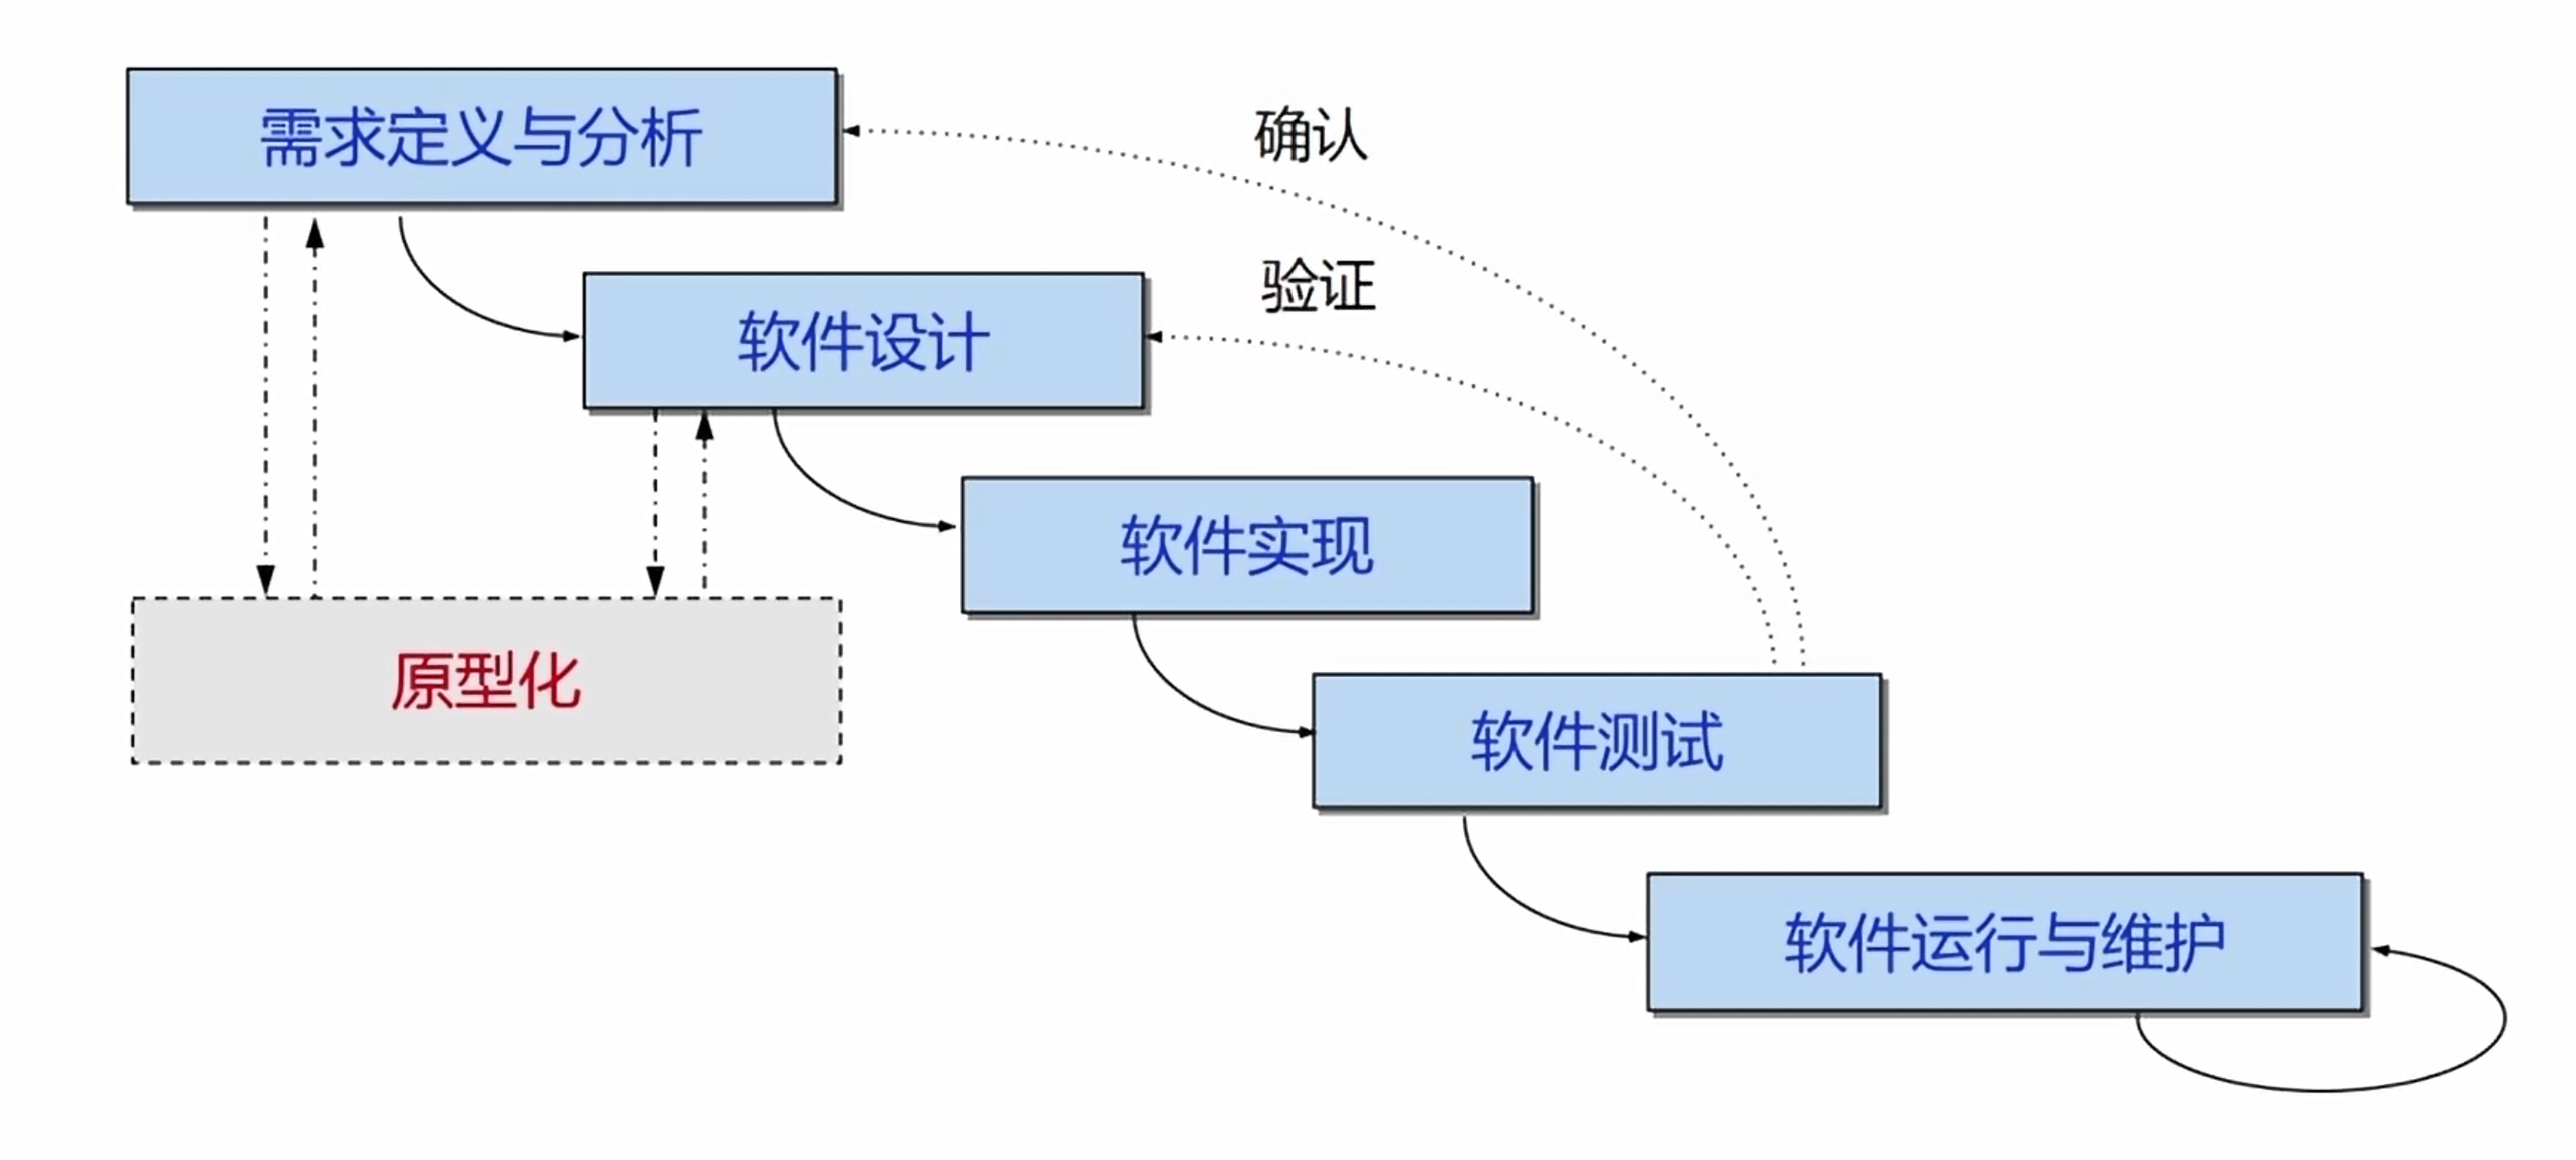 需求定义与分析
确认
验证
软件设计
软件实现
原型化
软件测试
软件运行与维护